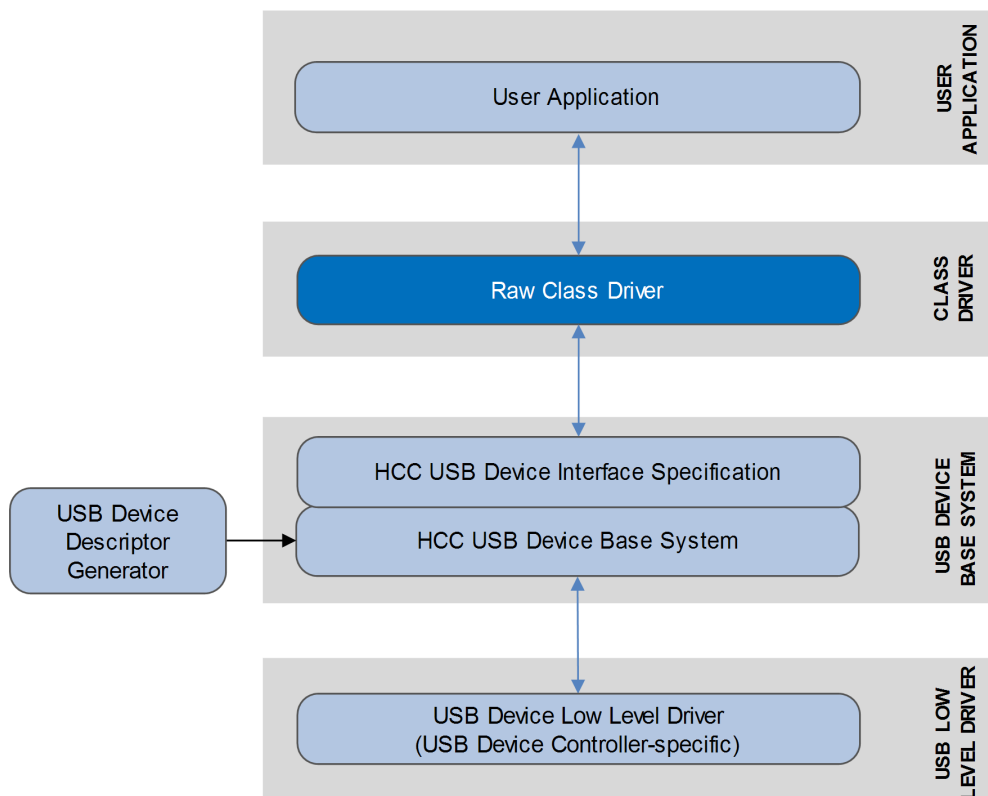 User Application
USER
APPLICATION
Raw Class Driver
CLASS
DRIVER
HCC USB Device Interface Specification
HCC USB Device Base System
USB DEVICE
BASE SYSTEM
USB Device
Descriptor
Generator
USB Device Low Level Driver
(USB Device Controller-specific)
USB LOW
LEVEL DRIVER